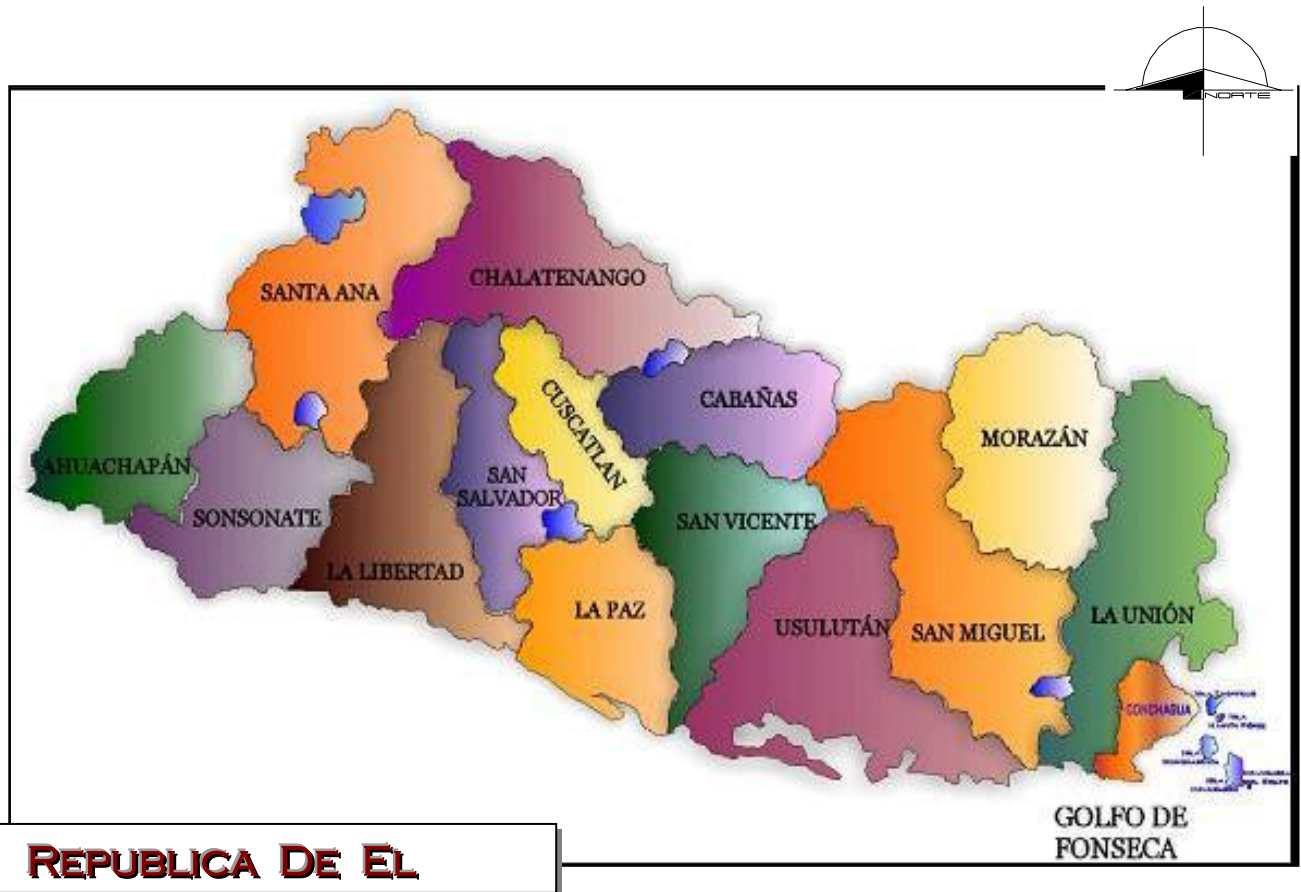 NORTE
SANTA ANA
CHALATENANGO
AHUACHAPÁN
SONSONATE
LA LIBERTAD
SAN
SALVADOR
CUSCATLAN
CABAÑAS
SAN VICENTE
LA PAZ
USULUTÁN
SAN MIGUEL
MORAZÁN
LA UNIÓN
CONCHAGUA
GOLFO DE
FONSECA
REPUBLICA DE EL